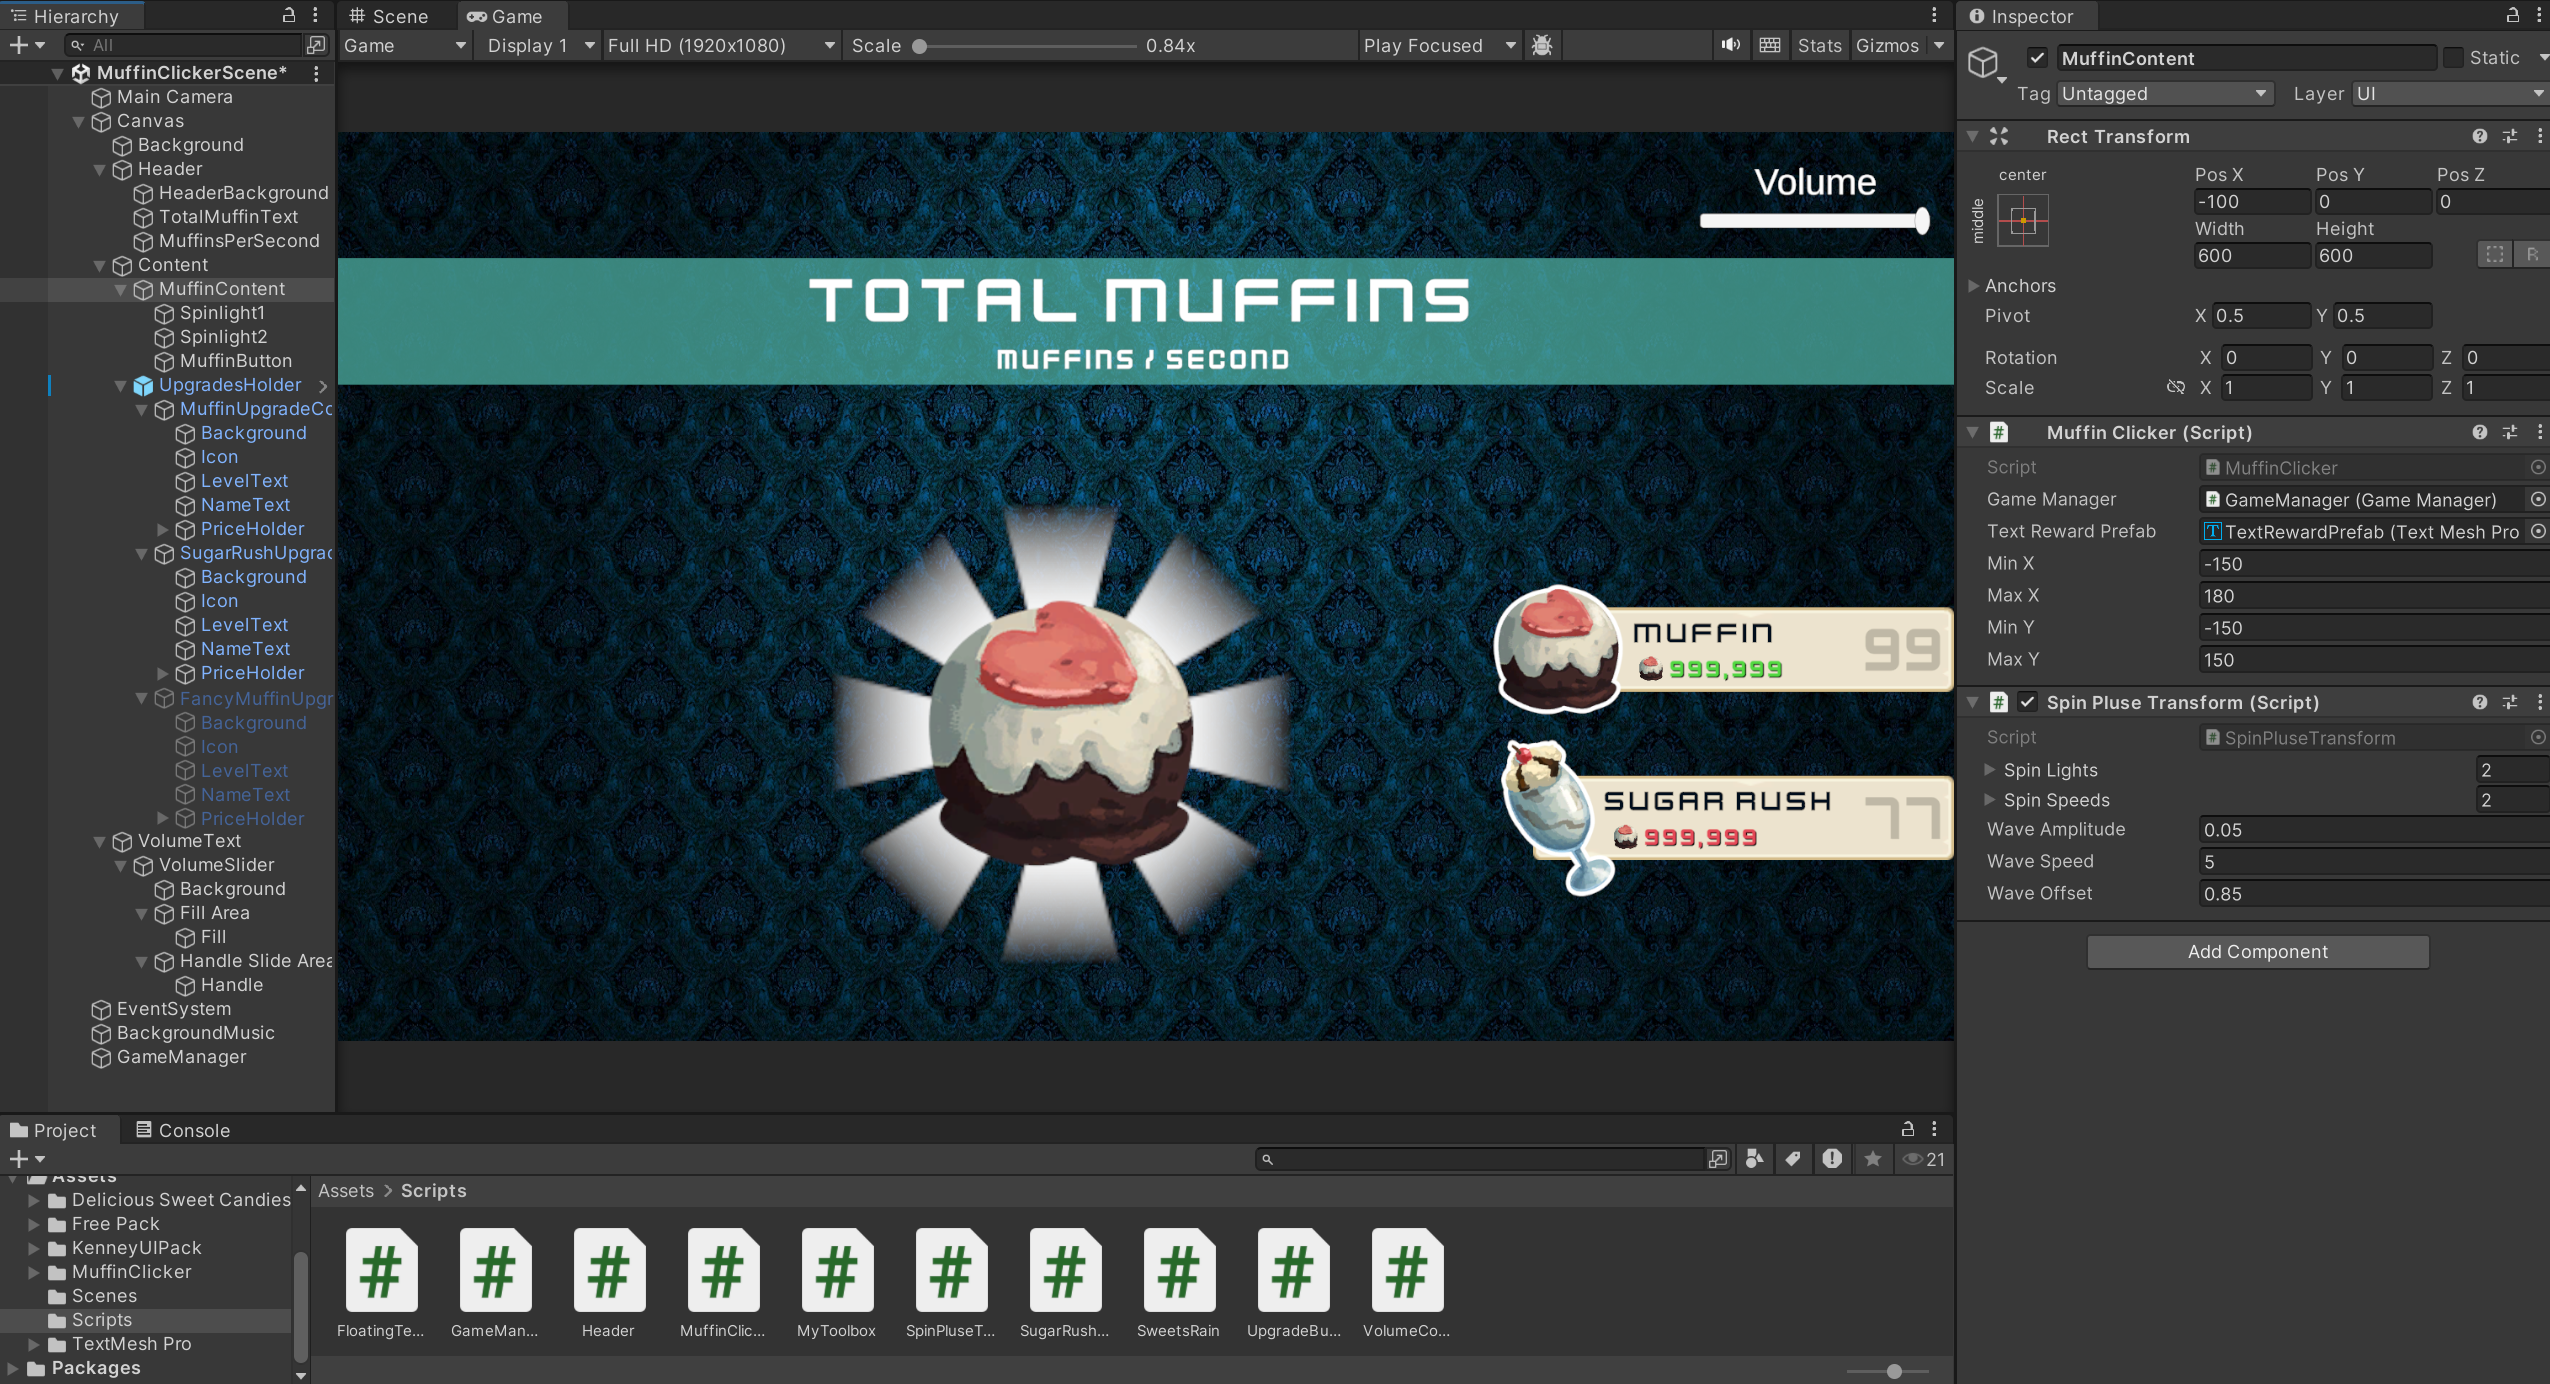 Hierarchy
All
MuffinClickerScene*
Main Camera
Canvas
Background
Header
HeaderBackground
TotalMuffinText
MuffinsPerSecond
Content
MuffinContent
Spinlight1
Spinlight2
MuffinButton
UpgradesHolder
MuffinUpgradeCo
Background
Icon
LevelText
NameText
PriceHolder
SugarRushUpgrad
Background
Icon
LevelText
NameText
PriceHolder
FancyMuffinUpgr
Background
Icon
LevelText
NameText
PriceHolder
VolumeText
VolumeSlider
Background
Fill Area
Fill
Handle Slide Area
Handle
EventSystem
BackgroundMusic
GameManager
Scene Game
Game Display 1 Full HD (1920x1080) Scale 0.84x Play Focused Stats Gizmos
Volume
TOTAL MUFFINS
MUFFINS / SECOND
MUFFIN 99
999,999
SUGAR RUSH 77
999,999
Inspector
MuffinContent Static
Tag Untagged Layer UI
Rect Transform
center
middle
Pos X Pos Y Pos Z
-100 0 0
Width Height
600 600
R
Anchors
Pivot X 0.5 Y 0.5
Rotation X 0 Y 0 Z 0
Scale X 1 Y 1 Z 1
# Muffin Clicker (Script)
Script # MuffinClicker
Game Manager # GameManager (Game Manager)
Text Reward Prefab T TextRewardPrefab (Text Mesh Pro
Min X -150
Max X 180
Min Y -150
Max Y 150
# Spin Pluse Transform (Script)
Script # SpinPluseTransform
Spin Lights 2
Spin Speeds 2
Wave Amplitude 0.05
Wave Speed 5
Wave Offset 0.85
Add Component
Project Console
21
Assets
Delicious Sweet Candies
Free Pack
KenneyUIPack
MuffinClicker
Scenes
Scripts
TextMesh Pro
Packages
Assets > Scripts
# # # # # # # # # #
FloatingTe... GameMan... Header MuffinClic... MyToolbox SpinPluseT... SugarRush... SweetsRain UpgradeBu... VolumeCo...